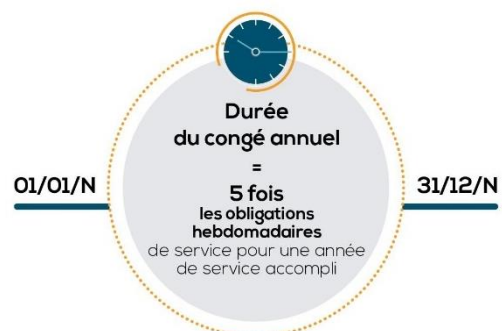 Durée
du congé annuel
=
5 fois
les obligations
hebdomadaires
de service pour une année
de service accompli
01/01/N
31/12/N